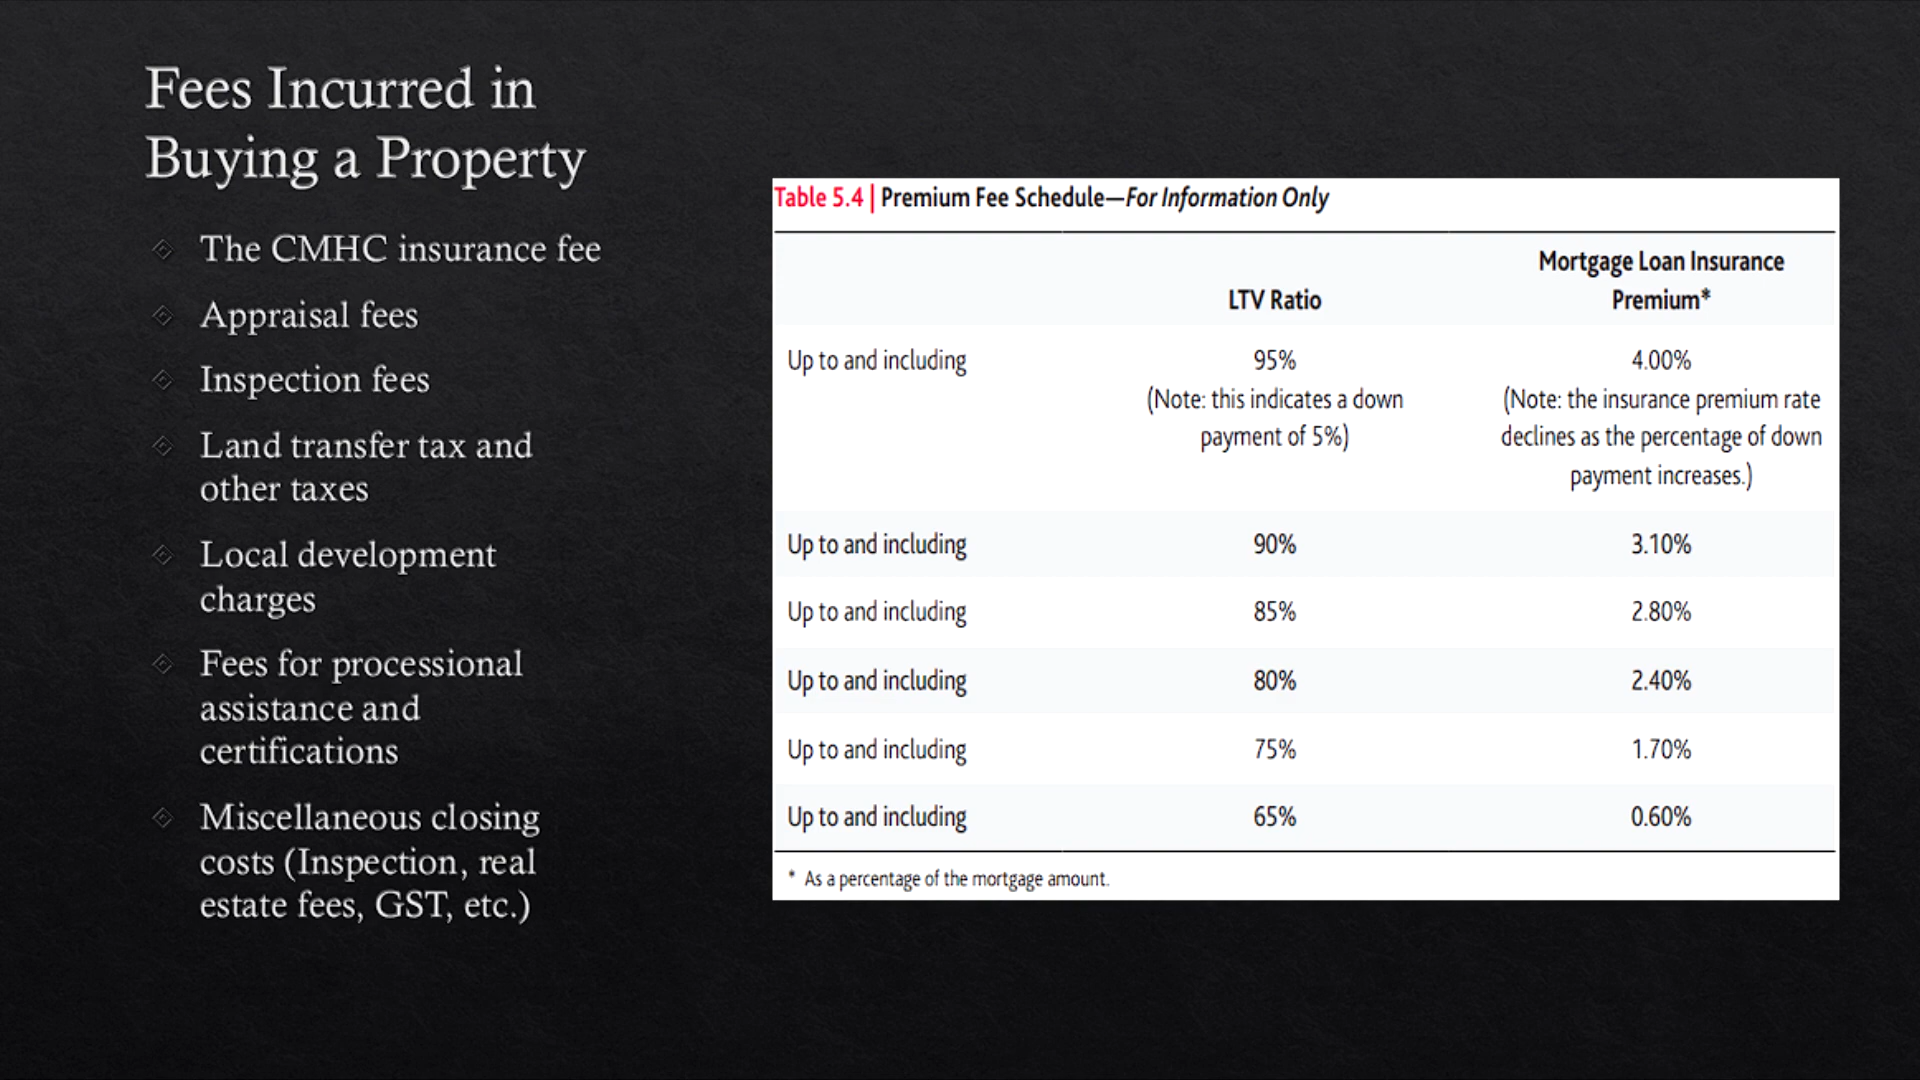 Fees Incurred in
Buying a Property
The CMHC insurance fee
Appraisal fees
Inspection fees
Land transfer tax and
other taxes
Local development
charges
Fees for processional
assistance and
certifications
Miscellaneous closing
costs (Inspection, real
estate fees, GST, etc.)
Table 5.4 | Premium Fee Schedule—For Information Only
LTV Ratio
Mortgage Loan Insurance
Premium*
Up to and including 95% 4.00%
(Note: this indicates a down
payment of 5%)
(Note: the insurance premium rate
declines as the percentage of down
payment increases.)
Up to and including 90% 3.10%
Up to and including 85% 2.80%
Up to and including 80% 2.40%
Up to and including 75% 1.70%
Up to and including 65% 0.60%
* As a percentage of the mortgage amount.